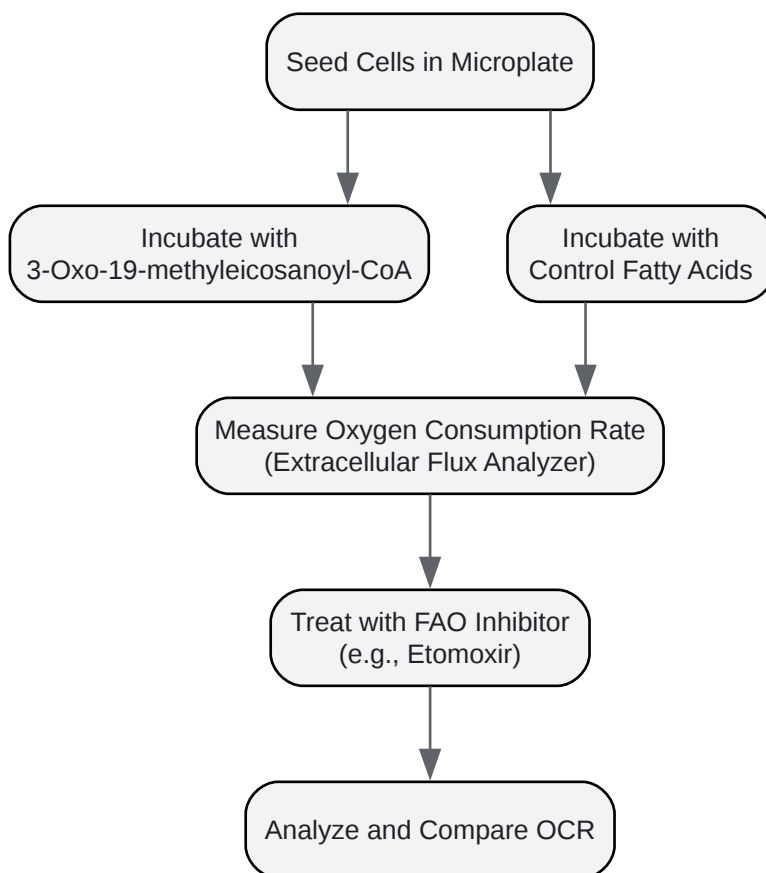 Seed Cells in Microplate
Incubate with
3-Oxo-19-methyleicosanoyl-CoA
Incubate with
Control Fatty Acids
Measure Oxygen Consumption Rate
(Extracellular Flux Analyzer)
Treat with FAO Inhibitor
(e.g., Etomoxir)
Analyze and Compare OCR